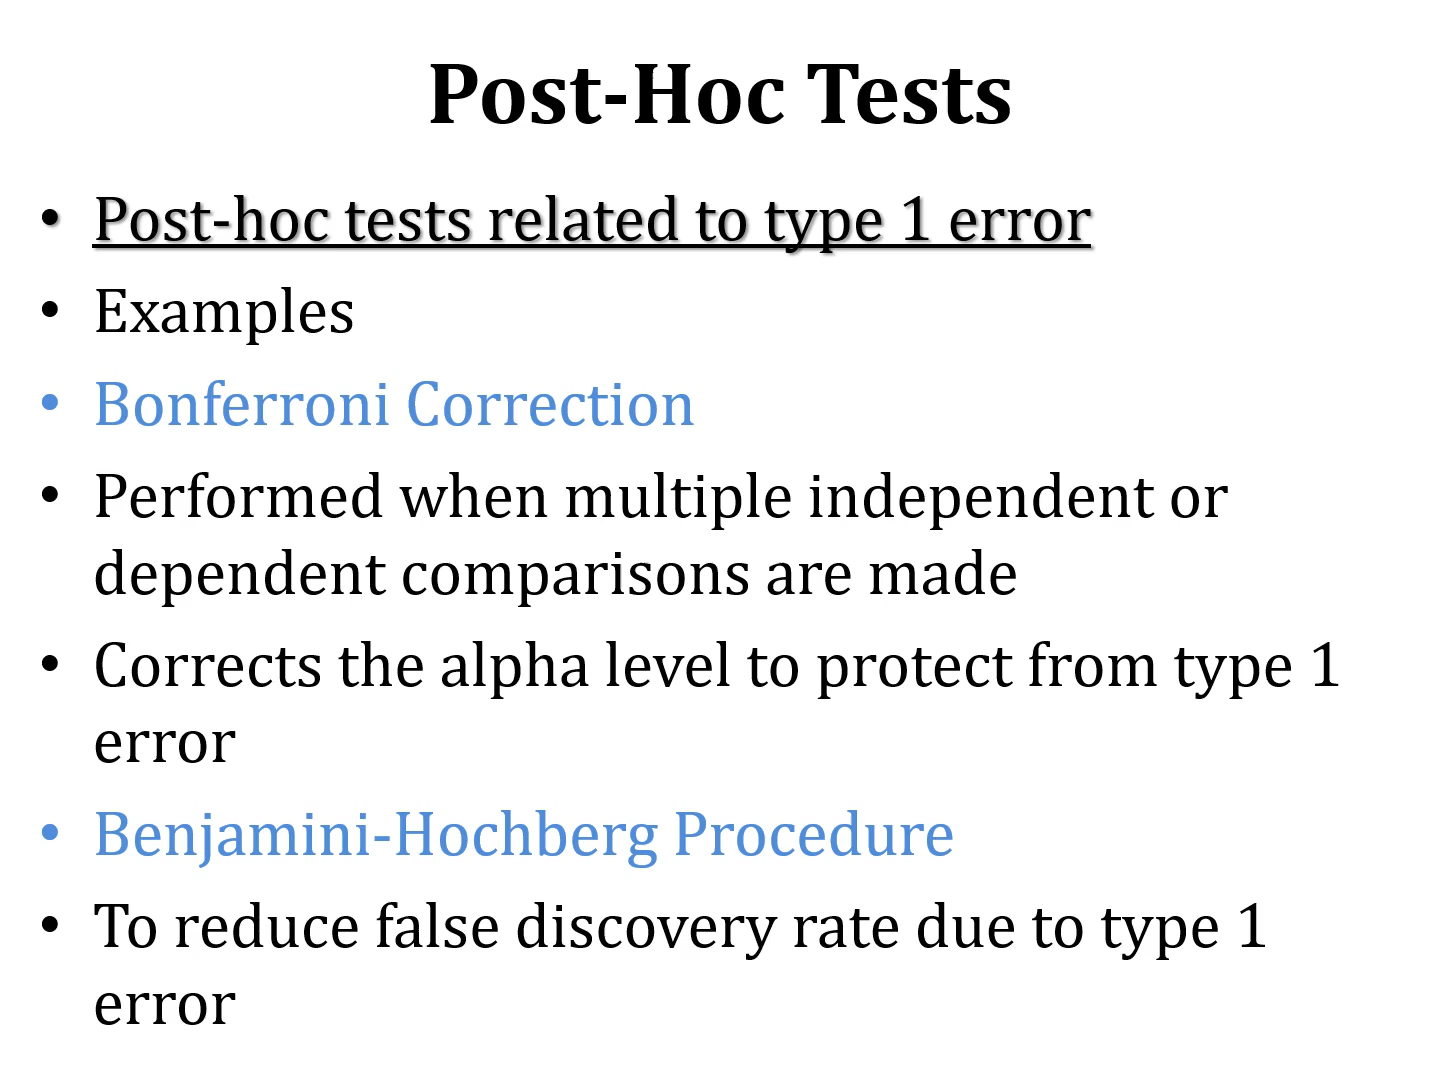 Post-Hoc Tests
• Post-hoc tests related to type 1 error
• Examples
• Bonferroni Correction
• Performed when multiple independent or
dependent comparisons are made
• Corrects the alpha level to protect from type 1
error
• Benjamini-Hochberg Procedure
• To reduce false discovery rate due to type 1
error